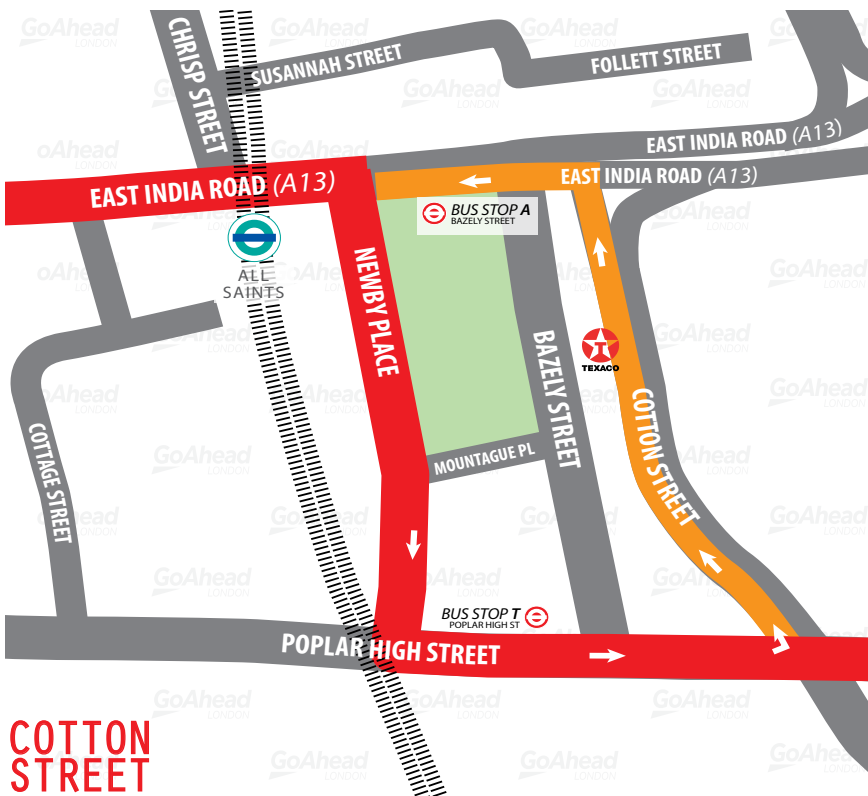 CHRISP STREET
SUSANNAH STREET
FOLLETT STREET
EAST INDIA ROAD (A13)
EAST INDIA ROAD (A13)
EAST INDIA ROAD (A13)
BUS STOP A
BAZELY STREET
ALL
SAINTS
NEWBY PLACE
BAZELY STREET
TEXACO
COTTON STREET
COTTAGE STREET
MOUNTAGUE PL
BUS STOP T
POPLAR HIGH ST
POPLAR HIGH STREET
COTTON
STREET
GoAhead
LONDON